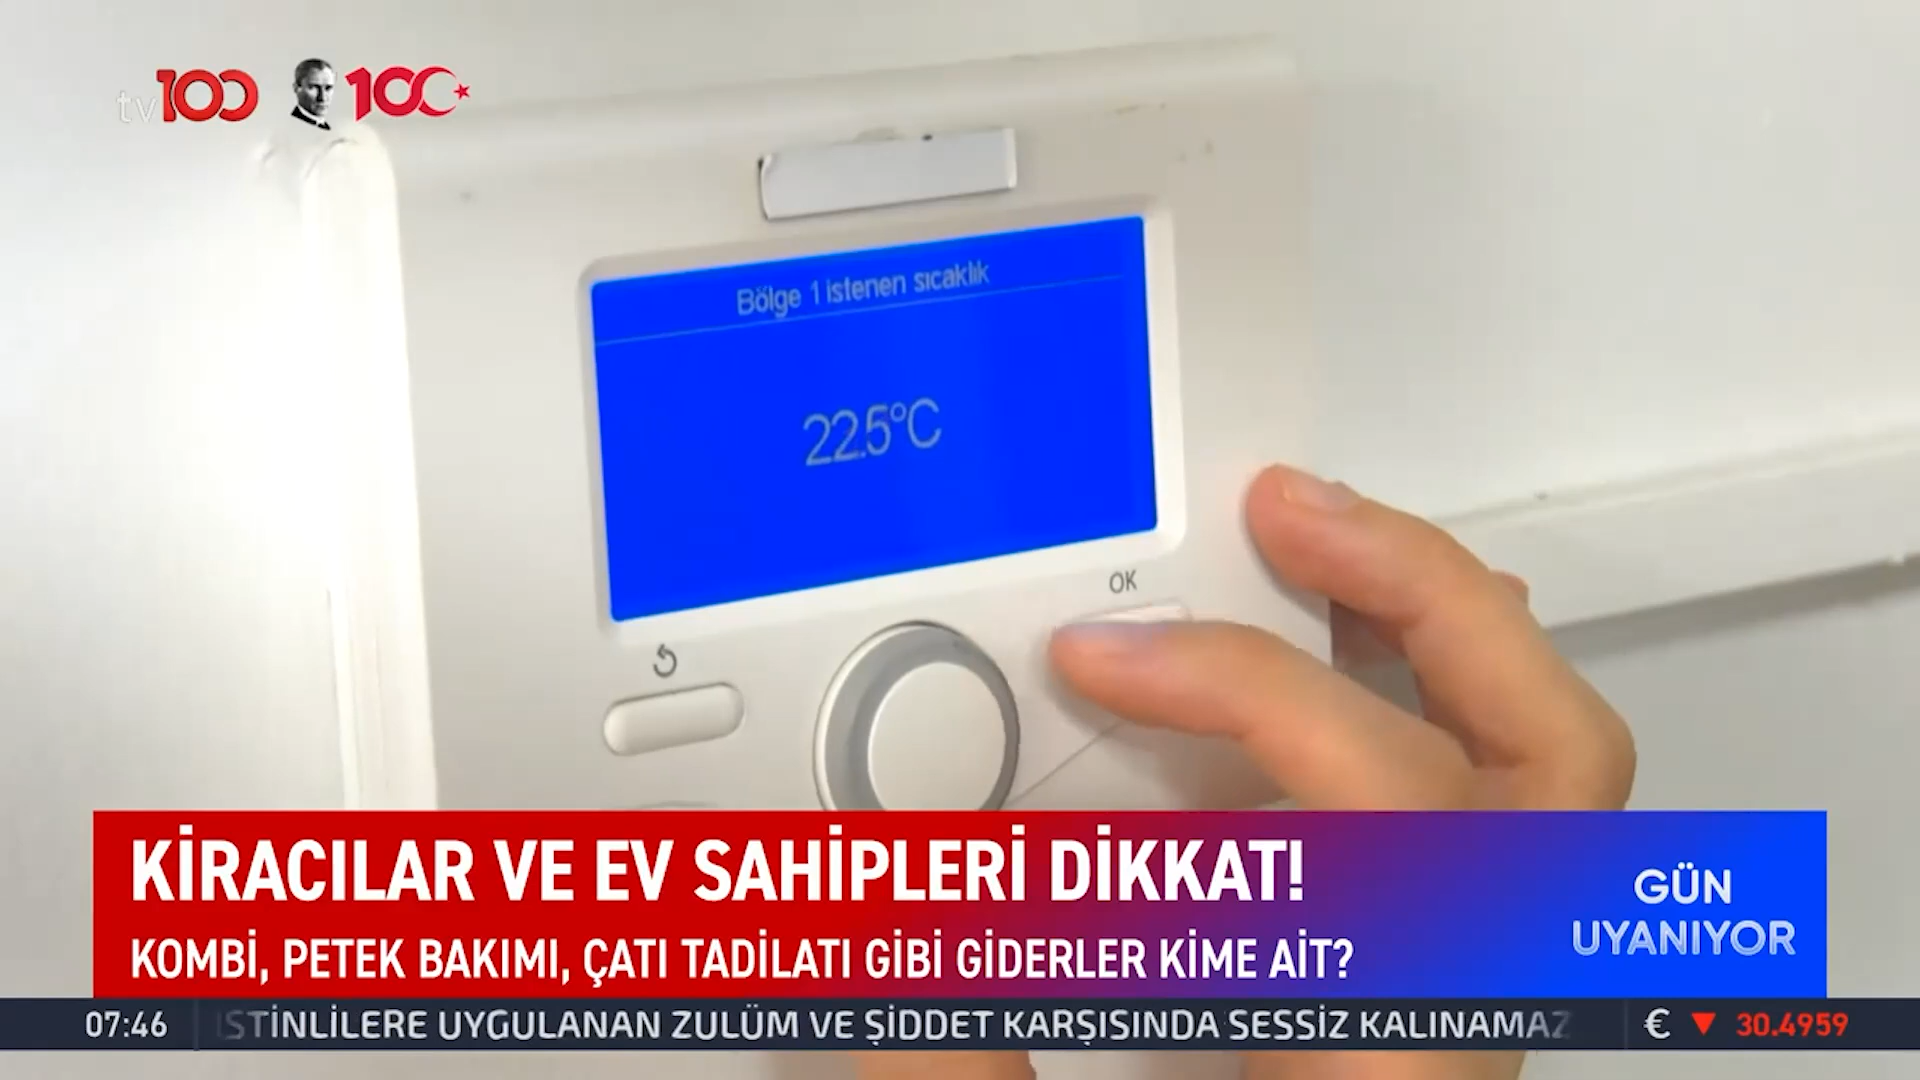 tv100 100
Bölge 1 istenen sıcaklık
22.5°C
OK
KİRACILAR VE EV SAHİPLERİ DİKKAT!
KOMBİ, PETEK BAKIMI, ÇATI TADİLATI GİBİ GİDERLER KİME AİT?
GÜN
UYANIYOR
07:46 İSTİNLİLERE UYGULANAN ZULÜM VE ŞİDDET KARŞISINDA SESSİZ KALINAMAZ € ▼ 30.4959